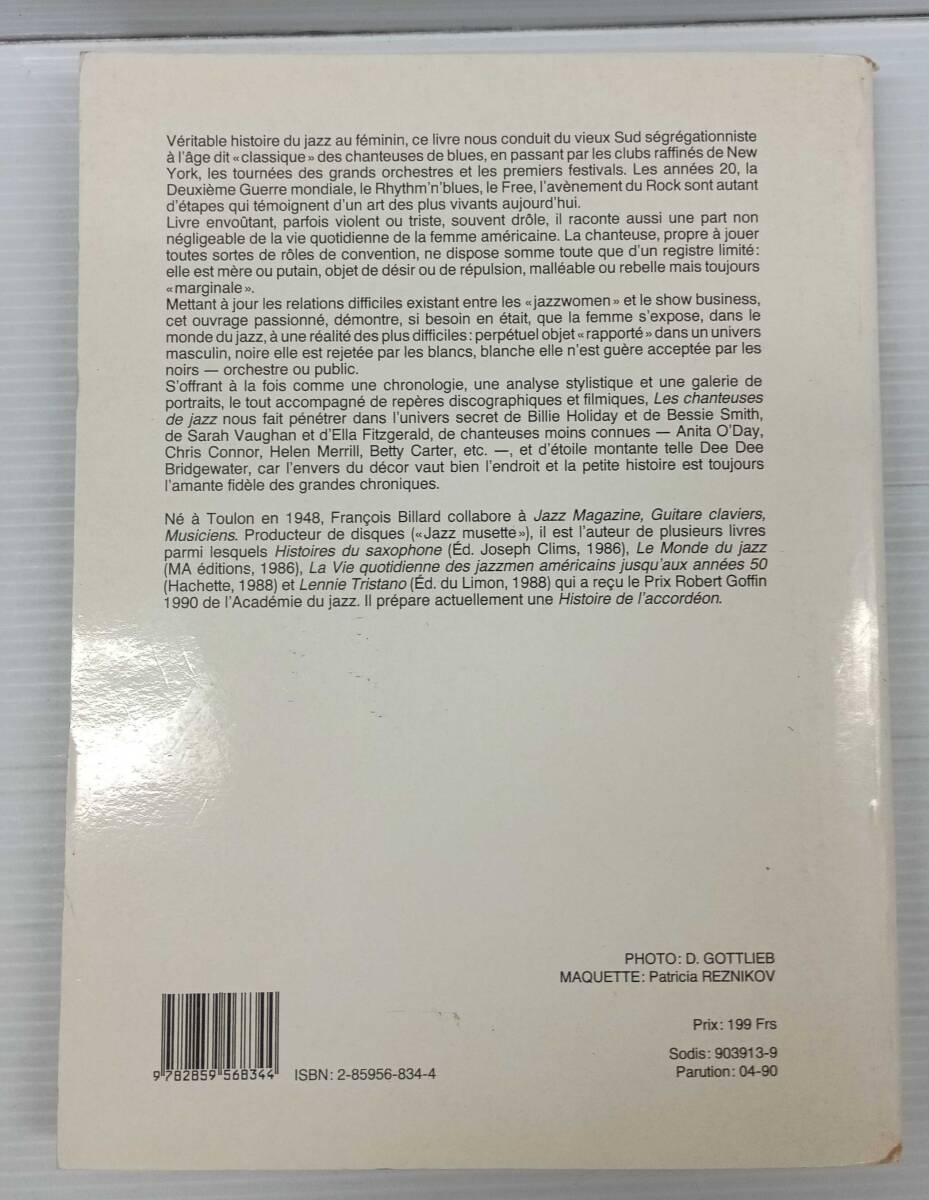 Véritable histoire du jazz au féminin, ce livre nous conduit du vieux Sud ségrégationniste
à l'âge dit «classique» des chanteuses de blues, en passant par les clubs raffinés de New
York, les tournées des grands orchestres et les premiers festivals. Les années 20, la
Deuxième Guerre mondiale, le Rhythm'n'blues, le Free, l'avènement du Rock sont autant
d'étapes qui témoignent d'un art des plus vivants aujourd'hui.
Livre envoûtant, parfois violent ou triste, souvent drôle, il raconte aussi une part non
négligeable de la vie quotidienne de la femme américaine. La chanteuse, propre à jouer
toutes sortes de rôles de convention, ne dispose somme toute que d'un registre limité:
elle est mère ou putain, objet de désir ou de répulsion, malléable ou rebelle mais toujours
«marginale».
Mettant à jour les relations difficiles existant entre les «jazzwomen» et le show business,
cet ouvrage passionné, démontre, si besoin en était, que la femme s'expose, dans le
monde du jazz, à une réalité des plus difficiles: perpétuel objet «rapporté» dans un univers
masculin, noire elle est rejetée par les blancs, blanche elle n'est guère acceptée par les
noirs — orchestre ou public.
S'offrant à la fois comme une chronologie, une analyse stylistique et une galerie de
portraits, le tout accompagné de repères discographiques et filmiques, Les chanteuses
de jazz nous fait pénétrer dans l'univers secret de Billie Holiday et de Bessie Smith,
de Sarah Vaughan et d'Ella Fitzgerald, de chanteuses moins connues — Anita O'Day,
Chris Connor, Helen Merrill, Betty Carter, etc. —, et d'étoile montante telle Dee Dee
Bridgewater, car l'envers du décor vaut bien l'endroit et la petite histoire est toujours
l'amante fidèle des grandes chroniques.
Né à Toulon en 1948, François Billard collabore à Jazz Magazine, Guitare claviers,
Musiciens. Producteur de disques («Jazz musette»), il est l'auteur de plusieurs livres
parmi lesquels Histoires du saxophone (Éd. Joseph Clims, 1986), Le Monde du jazz
(MA éditions, 1986), La Vie quotidienne des jazzmen américains jusqu'aux années 50
(Hachette, 1988) et Lennie Tristano (Éd. du Limon, 1988) qui a reçu le Prix Robert Goffin
1990 de l'Académie du jazz. Il prépare actuellement une Histoire de l'accordéon.
PHOTO: D. GOTTLIEB
MAQUETTE: Patricia REZNIKOV
Prix: 199 Frs
Sodis: 903913-9
Parution: 04-90
9 782859 568344
ISBN: 2-85956-834-4